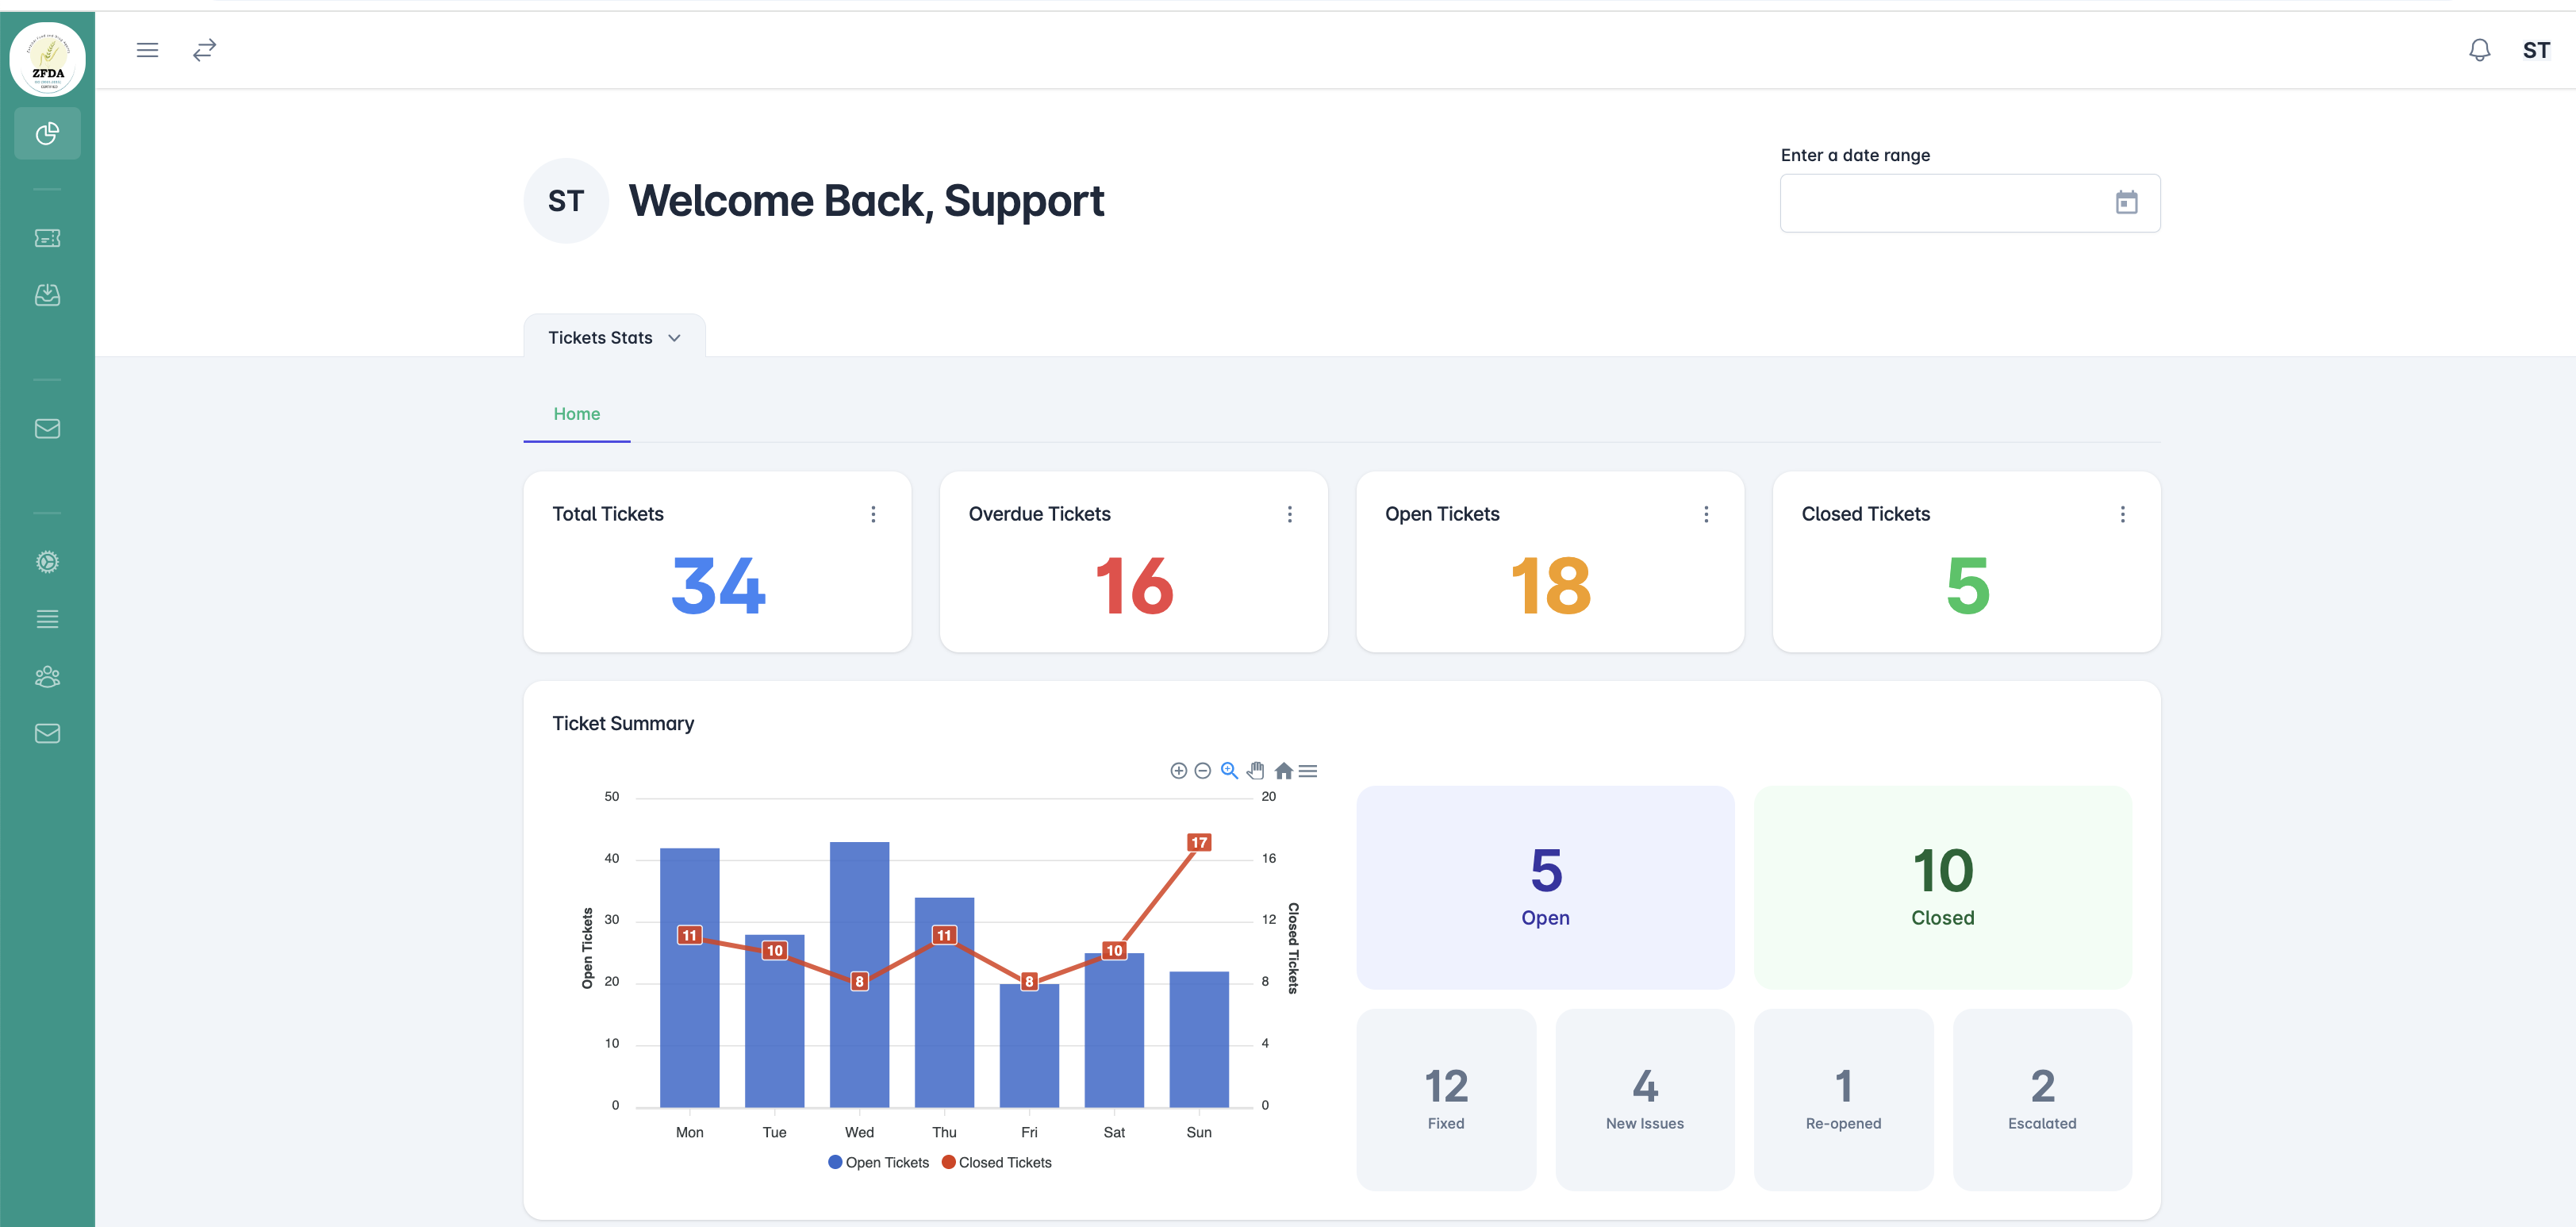 ZFDA
ST
ST
Welcome Back, Support
Enter a date range
Tickets Stats
Home
Total Tickets
34
Overdue Tickets
16
Open Tickets
18
Closed Tickets
5
Ticket Summary
50
40
30
20
10
0
Open Tickets
20
16
12
8
4
0
Closed Tickets
11
10
8
11
8
10
17
Mon Tue Wed Thu Fri Sat Sun
Open Tickets Closed Tickets
5
Open
10
Closed
12
Fixed
4
New Issues
1
Re-opened
2
Escalated